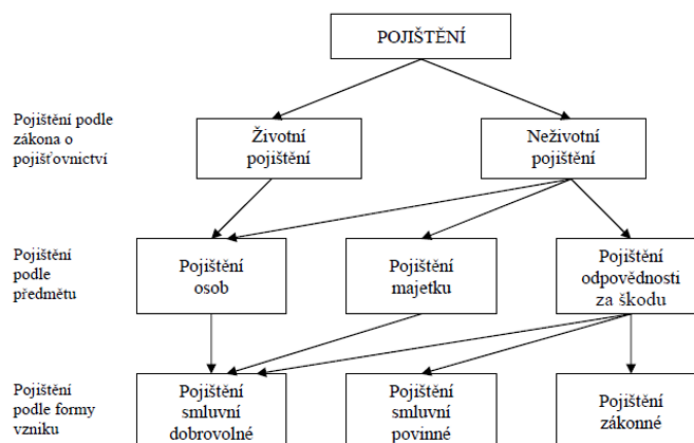 POJIŠTĚNÍ
Pojištění podle
zákona o
pojišťovnictví
Životní
pojištění
Neživotní
pojištění
Pojištění
podle
předmětu
Pojištění
osob
Pojištění
majetku
Pojištění
odpovědnosti
za škodu
Pojištění
podle formy
vzniku
Pojištění
smluvní
dobrovolné
Pojištění
smluvní
povinné
Pojištění
zákonné